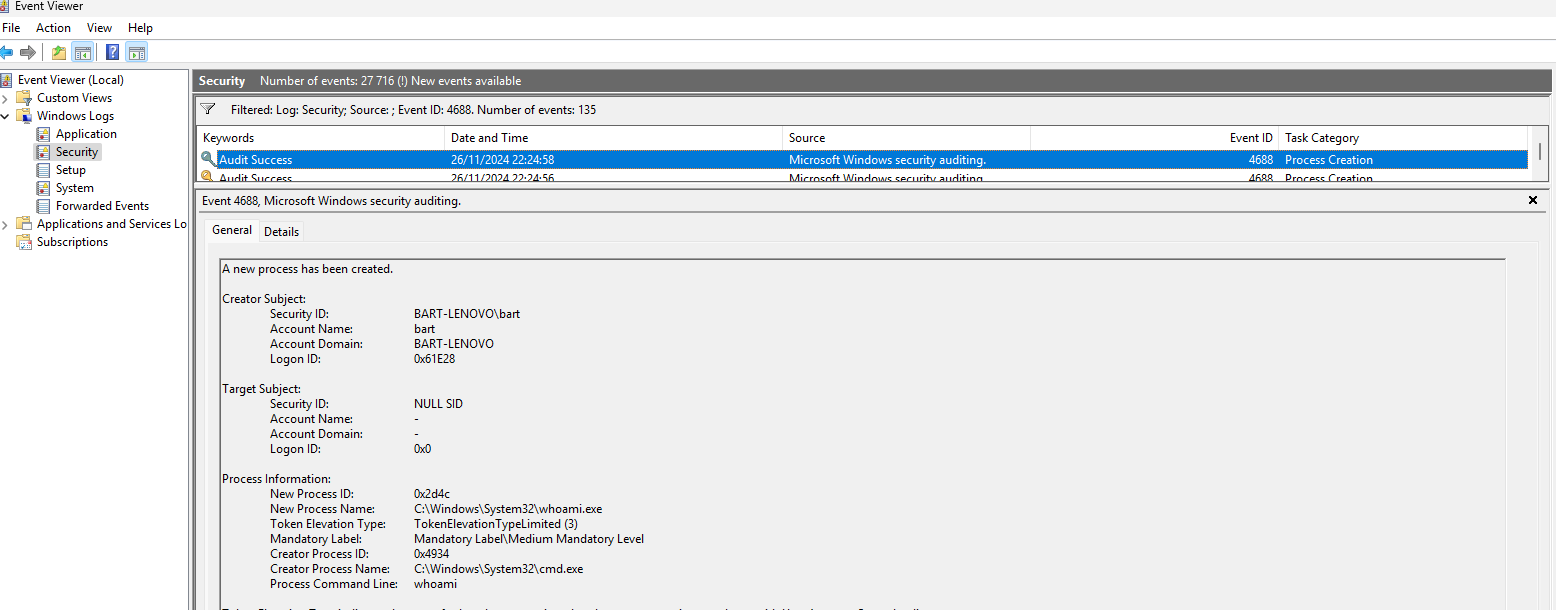 Event Viewer
File Action View Help
Event Viewer (Local)
Custom Views
Windows Logs
Application
Security
Setup
System
Forwarded Events
Applications and Services Lo
Subscriptions
Security Number of events: 27 716 (!) New events available
Filtered: Log: Security; Source: ; Event ID: 4688. Number of events: 135
Keywords Date and Time Source Event ID Task Category
Audit Success 26/11/2024 22:24:58 Microsoft Windows security auditing. 4688 Process Creation
Audit Success 26/11/2024 22:24:56 Microsoft Windows security auditing. 4688 Process Creation
Event 4688, Microsoft Windows security auditing.
General Details
A new process has been created.
Creator Subject:
Security ID: BART-LENOVO\bart
Account Name: bart
Account Domain: BART-LENOVO
Logon ID: 0x61E28
Target Subject:
Security ID: NULL SID
Account Name: -
Account Domain: -
Logon ID: 0x0
Process Information:
New Process ID: 0x2d4c
New Process Name: C:\Windows\System32\whoami.exe
Token Elevation Type: TokenElevationTypeLimited (3)
Mandatory Label: Mandatory Label\Medium Mandatory Level
Creator Process ID: 0x4934
Creator Process Name: C:\Windows\System32\cmd.exe
Process Command Line: whoami